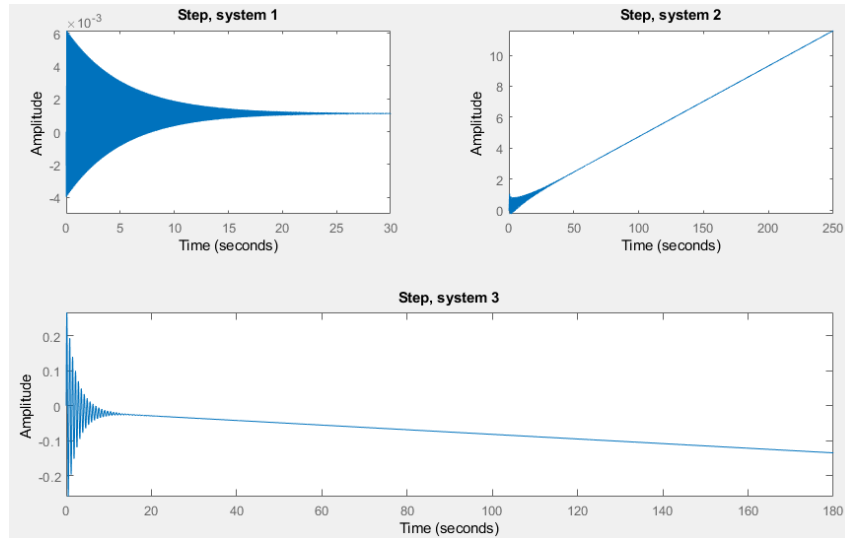 Step, system 1
×10⁻³
6
4
2
0
-2
-4
Amplitude
0 5 10 15 20 25 30
Time (seconds)
Step, system 2
10
8
6
4
2
0
Amplitude
0 50 100 150 200 250
Time (seconds)
Step, system 3
0.2
0.1
0
-0.1
-0.2
Amplitude
0 20 40 60 80 100 120 140 160 180
Time (seconds)